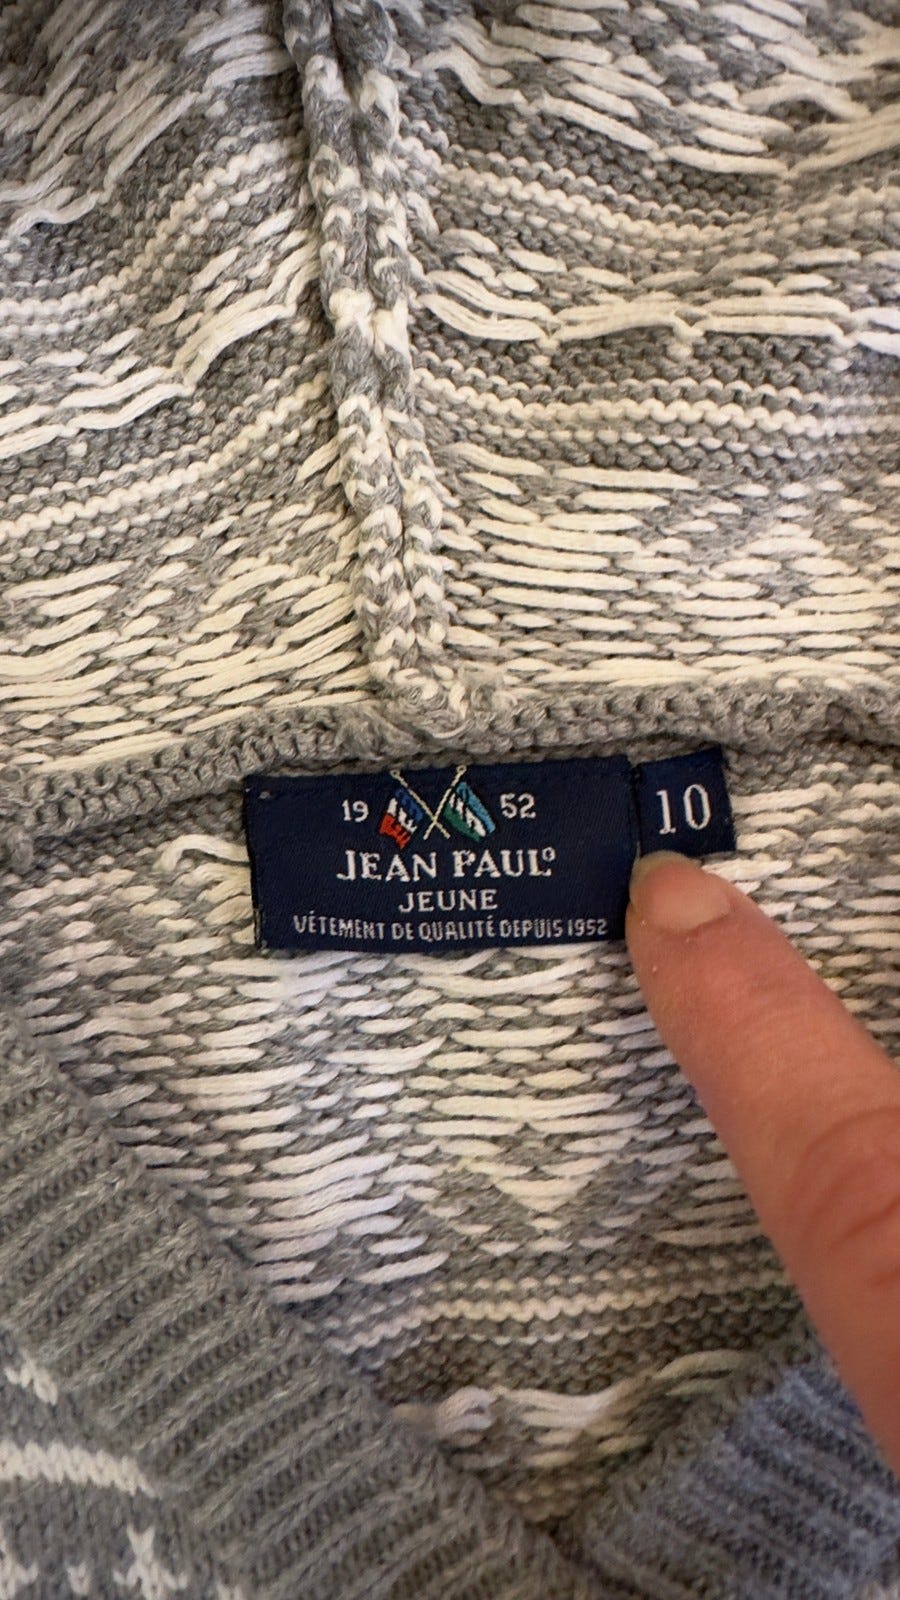 19 52
10
JEAN PAUL
JEUNE
VÊTEMENT DE QUALITÉ DEPUIS 1952